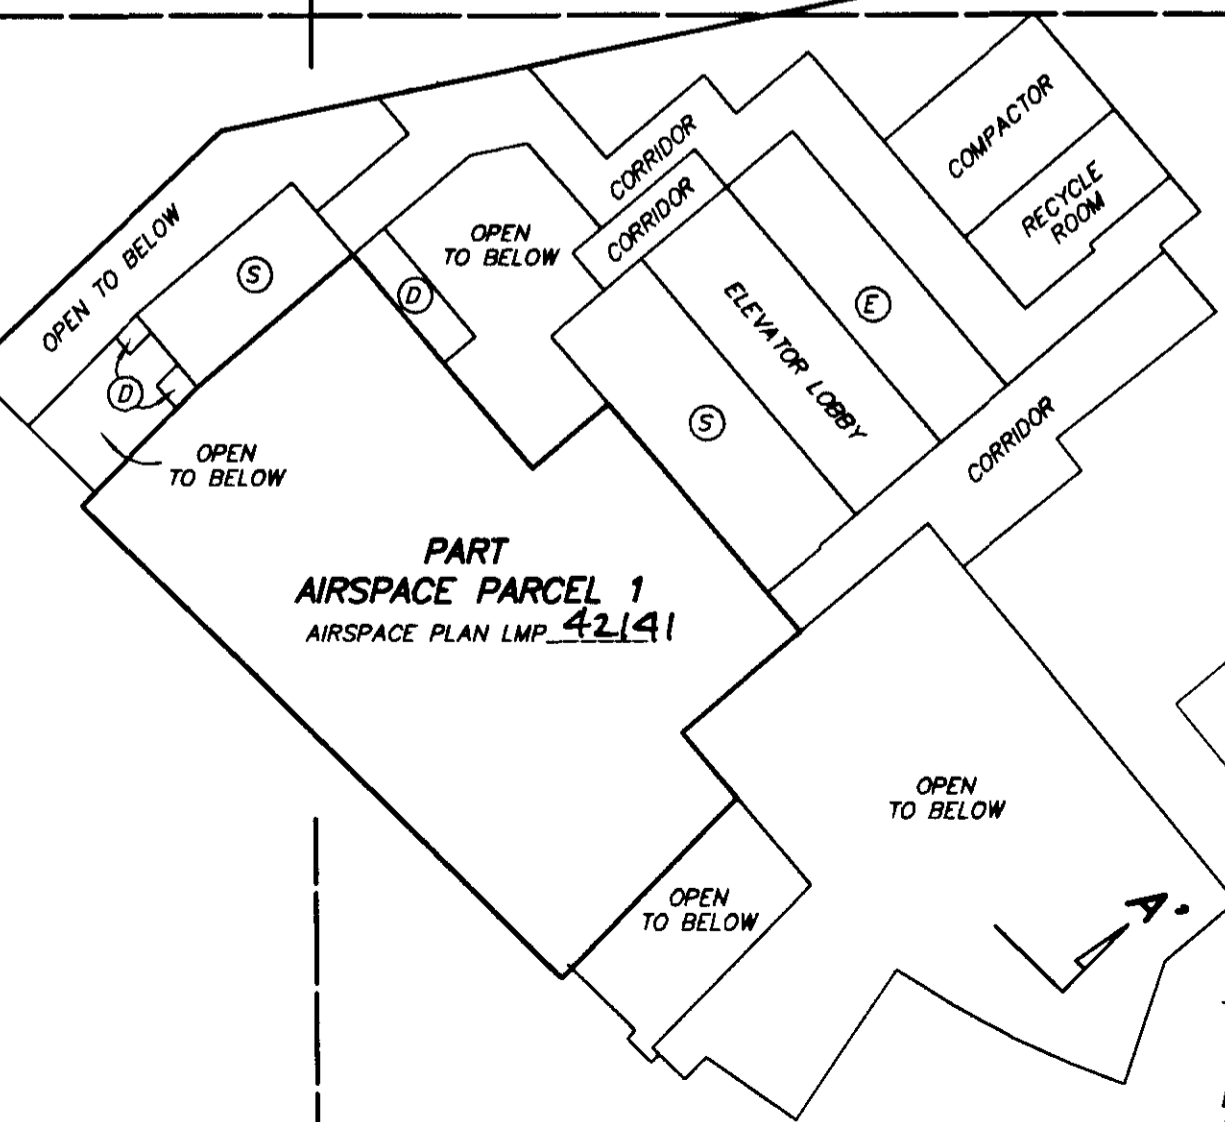 COMPACTOR
RECYCLE
ROOM
CORRIDOR
CORRIDOR
OPEN TO BELOW
OPEN
TO BELOW
S
D
E
ELEVATOR LOBBY
D
S
CORRIDOR
OPEN
TO BELOW
PART
AIRSPACE PARCEL 1
AIRSPACE PLAN LMP 42141
OPEN
TO BELOW
OPEN
TO BELOW
A.